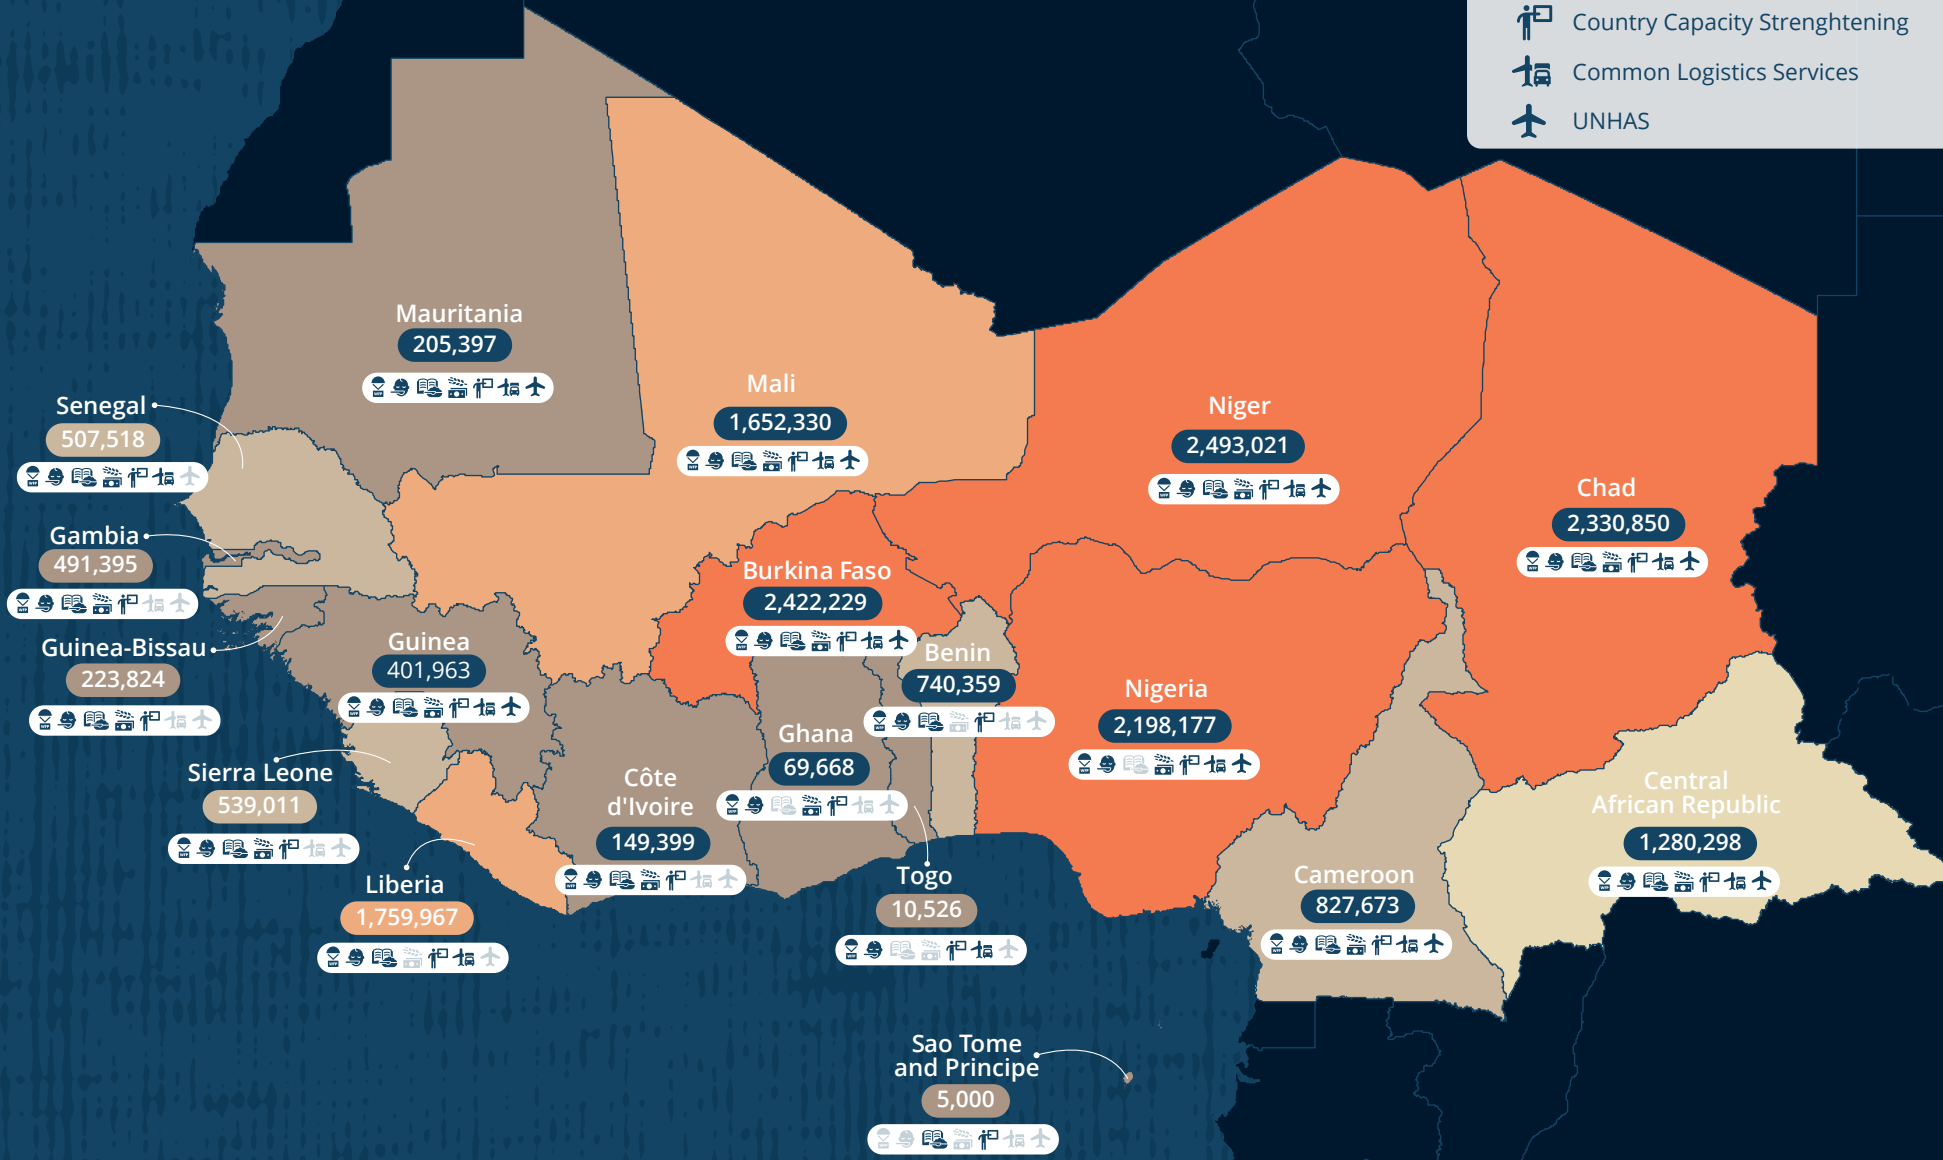 Country Capacity Strenghtening
Common Logistics Services
UNHAS
Mauritania
205,397
Mali
1,652,330
Niger
2,493,021
Chad
2,330,850
Senegal
507,518
Gambia
491,395
Guinea-Bissau
223,824
Guinea
401,963
Burkina Faso
2,422,229
Benin
740,359
Nigeria
2,198,177
Ghana
69,668
Sierra Leone
539,011
Côte
d'Ivoire
149,399
Liberia
1,759,967
Togo
10,526
Cameroon
827,673
Central
African Republic
1,280,298
Sao Tome
and Principe
5,000